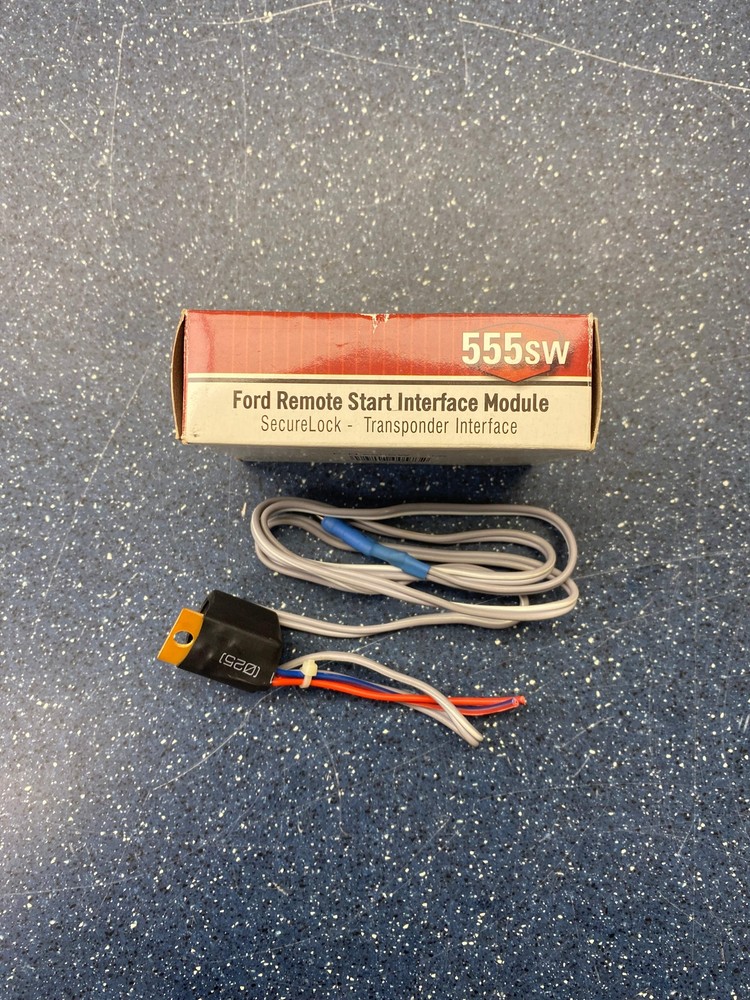 555SW
Ford Remote Start Interface Module
SecureLock - Transponder Interface
(025)